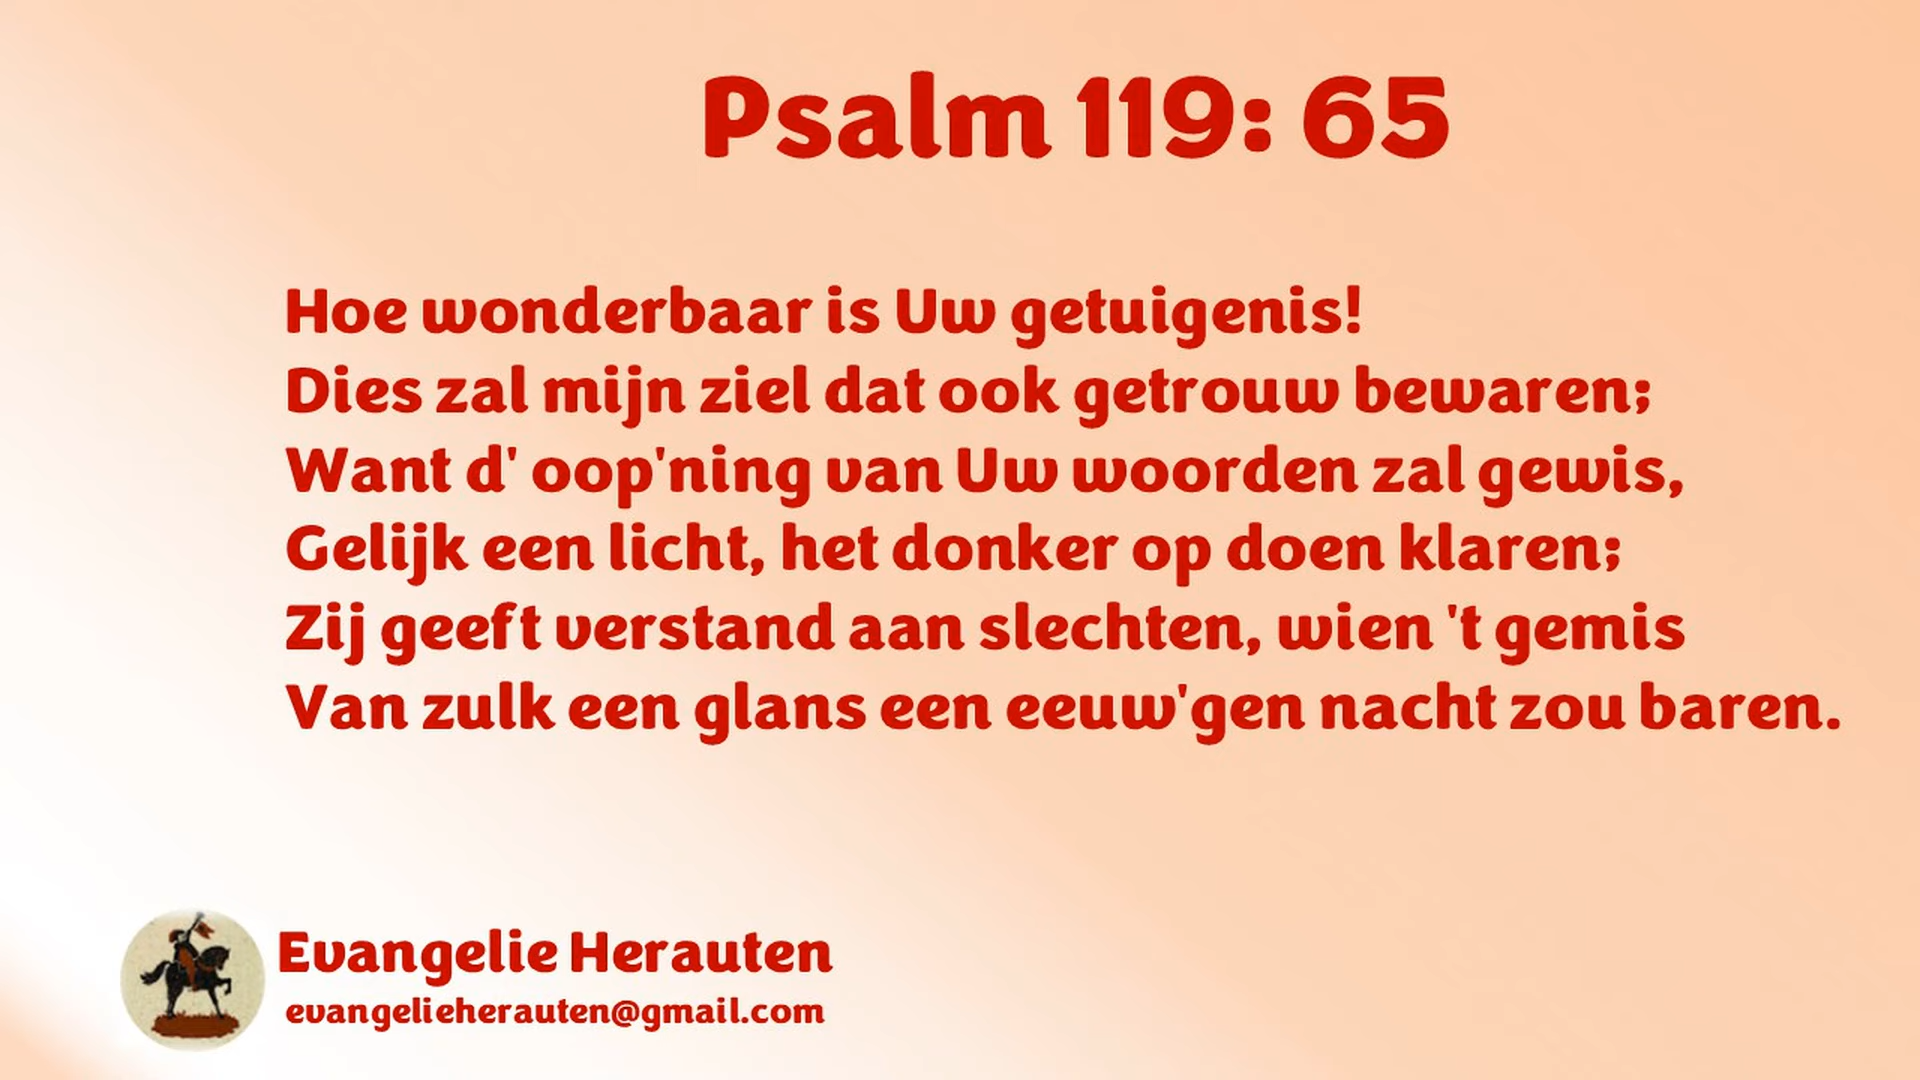 Psalm 119: 65
Hoe wonderbaar is Uw getuigenis!
Dies zal mijn ziel dat ook getrouw bewaren;
Want d' oop'ning van Uw woorden zal gewis,
Gelijk een licht, het donker op doen klaren;
Zij geeft verstand aan slechten, wien 't gemis
Van zulk een glans een eeuw'gen nacht zou baren.
Evangelie Herauten
evangelieherauten@gmail.com